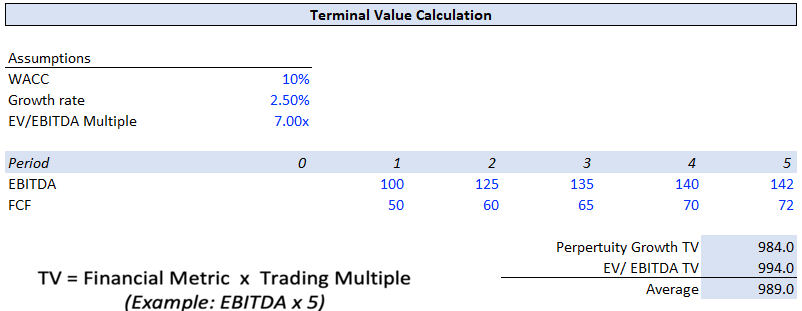 Terminal Value Calculation
Assumptions
WACC 10%
Growth rate 2.50%
EV/EBITDA Multiple 7.00x
Period 0 1 2 3 4 5
EBITDA 100 125 135 140 142
FCF 50 60 65 70 72
Perpertuity Growth TV 984.0
EV/ EBITDA TV 994.0
Average 989.0
TV = Financial Metric x Trading Multiple
(Example: EBITDA x 5)